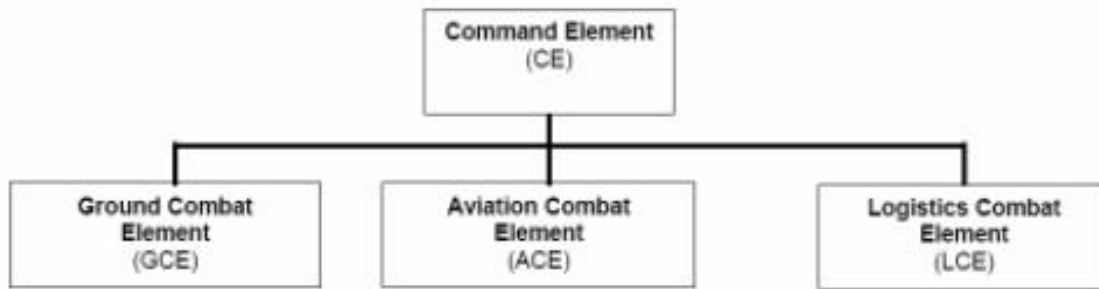 Command Element
(CE)
Ground Combat
Element
(GCE)
Aviation Combat
Element
(ACE)
Logistics Combat
Element
(LCE)